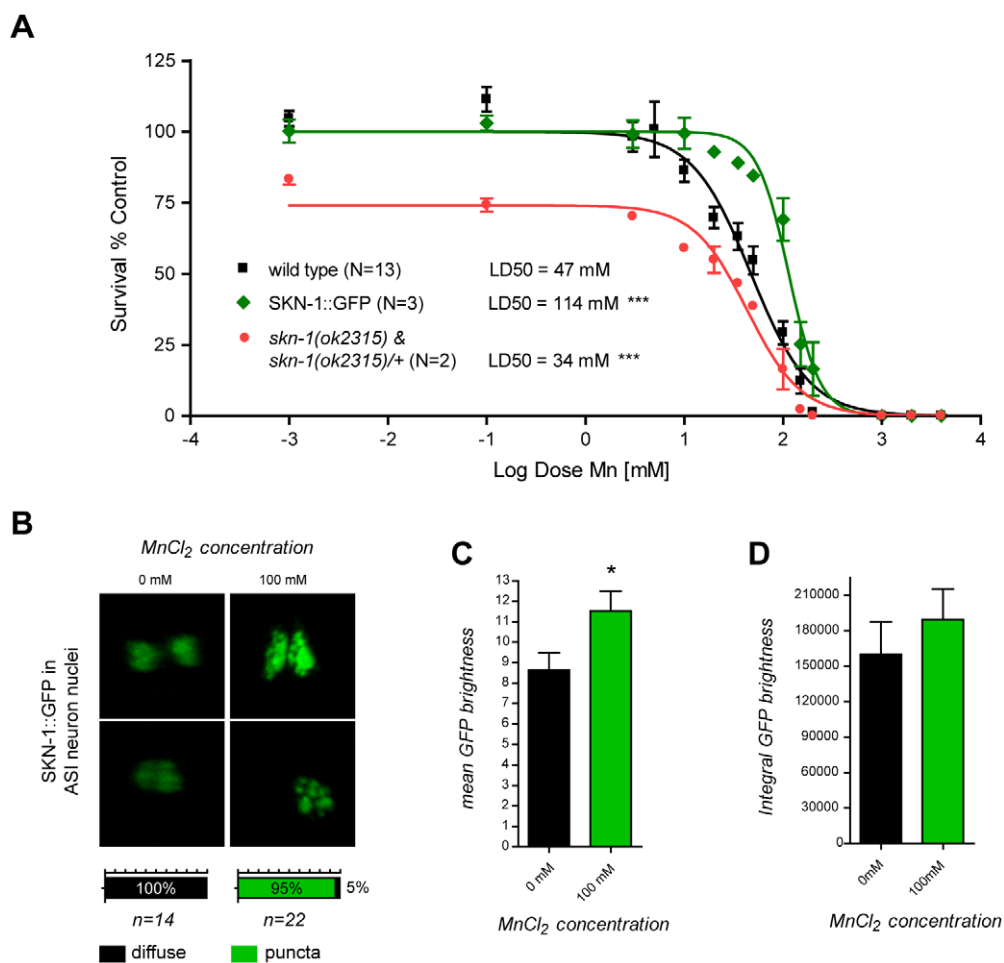 A
125
100
75
50
25
0
Survival % Control
wild type (N=13) LD50 = 47 mM
SKN-1::GFP (N=3) LD50 = 114 mM ***
skn-1(ok2315) &
skn-1(ok2315)/+ (N=2) LD50 = 34 mM ***
-4 -3 -2 -1 0 1 2 3 4
Log Dose Mn [mM]
B
MnCl₂ concentration
0 mM 100 mM
SKN-1::GFP in
ASI neuron nuclei
100% 95% 5%
n=14 n=22
diffuse puncta
C
*
13
12
11
10
9
8
7
6
5
4
3
2
1
0
mean GFP brightness
0 mM 100 mM
MnCl₂ concentration
D
210000
180000
150000
120000
90000
60000
30000
0
Integral GFP brightness
0mM 100mM
MnCl₂ concentration